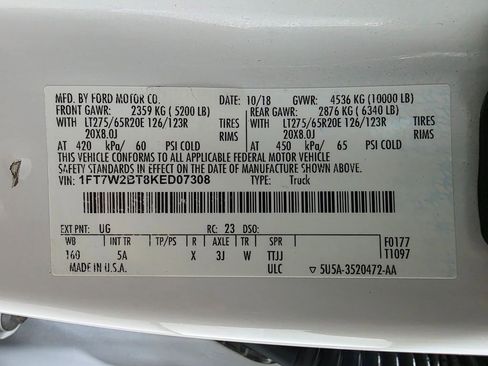 MFD. BY FORD MOTOR CO. DATE: 10/18 GVWR: 4536 KG (10000 LB)
FRONT GAWR: 2359 KG (5200 LB) REAR GAWR: 2876 KG (6340 LB)
WITH LT275/65R20E 126/123R TIRES WITH LT275/65R20E 126/123R TIRES
20X8.0J RIMS 20X8.0J RIMS
AT 420 kPa/ 60 PSI COLD AT 450 kPa/ 65 PSI COLD
THIS VEHICLE CONFORMS TO ALL APPLICABLE FEDERAL MOTOR VEHICLE
SAFETY STANDARDS IN EFFECT ON THE DATE OF MANUFACTURE SHOWN ABOVE.
VIN: 1FT7W2BT8KED07308 TYPE: Truck
EXT PNT: UG RC: 23 DSO:
WB INT TR TP/PS R AXLE TR SPR F0177
160 5A X 3J W TTJJ T1097
MADE IN U.S.A. ULC 5U5A-3520472-AA